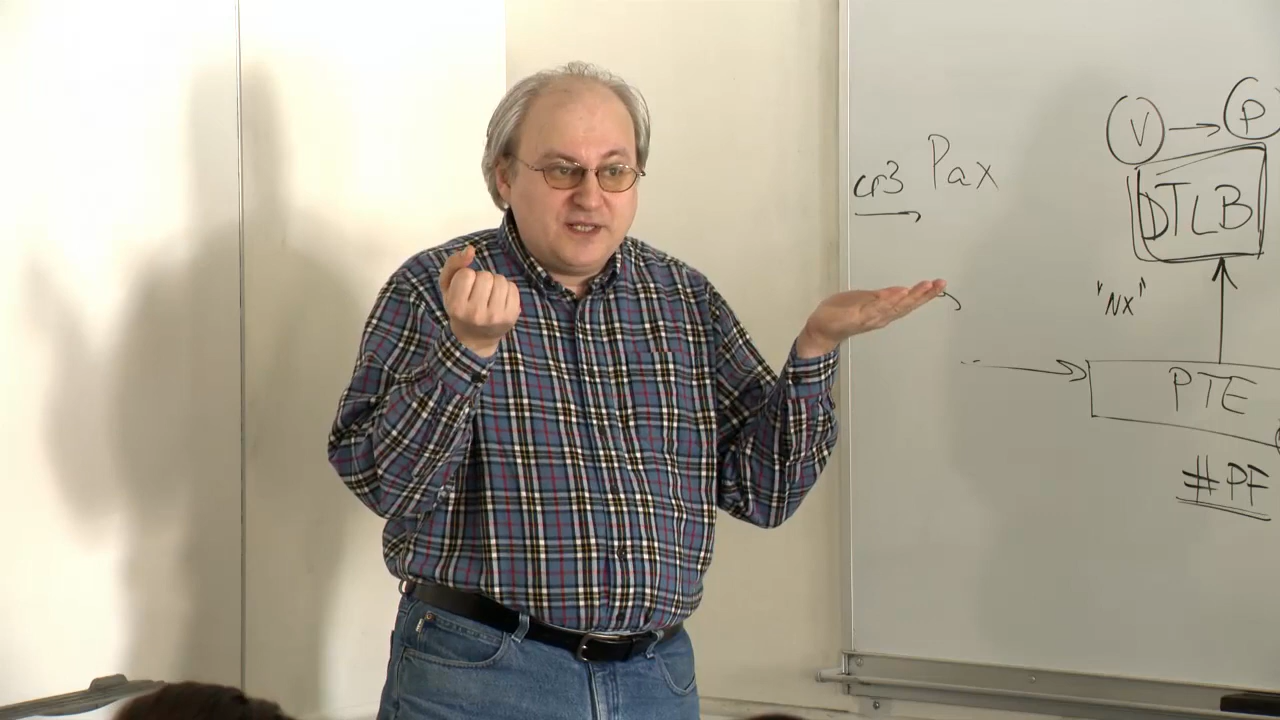 V → P
cr3 Pax
DTLB
"NX"
PTE
#PF